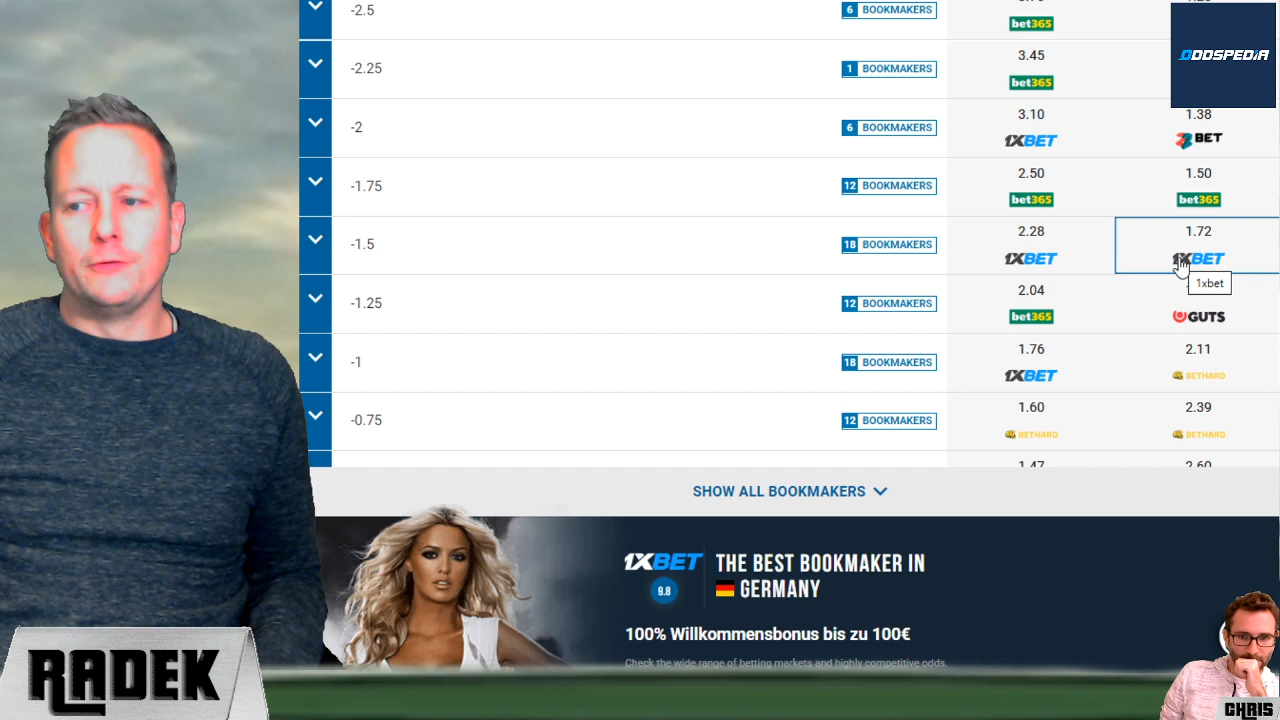 -2.5 6 BOOKMAKERS
bet365
ODDSPEDIA
-2.25 1 BOOKMAKERS 3.45
bet365
-2 6 BOOKMAKERS 3.10 1.38
1XBET BET
-1.75 12 BOOKMAKERS 2.50 1.50
bet365 bet365
-1.5 18 BOOKMAKERS 2.28 1.72
1XBET 1XBET
1xbet
-1.25 12 BOOKMAKERS 2.04
bet365 GUTS
-1 18 BOOKMAKERS 1.76 2.11
1XBET BETHARD
-0.75 12 BOOKMAKERS 1.60 2.39
BETHARD BETHARD
1.47 2.60
SHOW ALL BOOKMAKERS
1XBET THE BEST BOOKMAKER IN
9.8 GERMANY
100% Willkommensbonus bis zu 100€
Check the wide range of betting markets and highly competitive odds.
RADEK
CHRIS